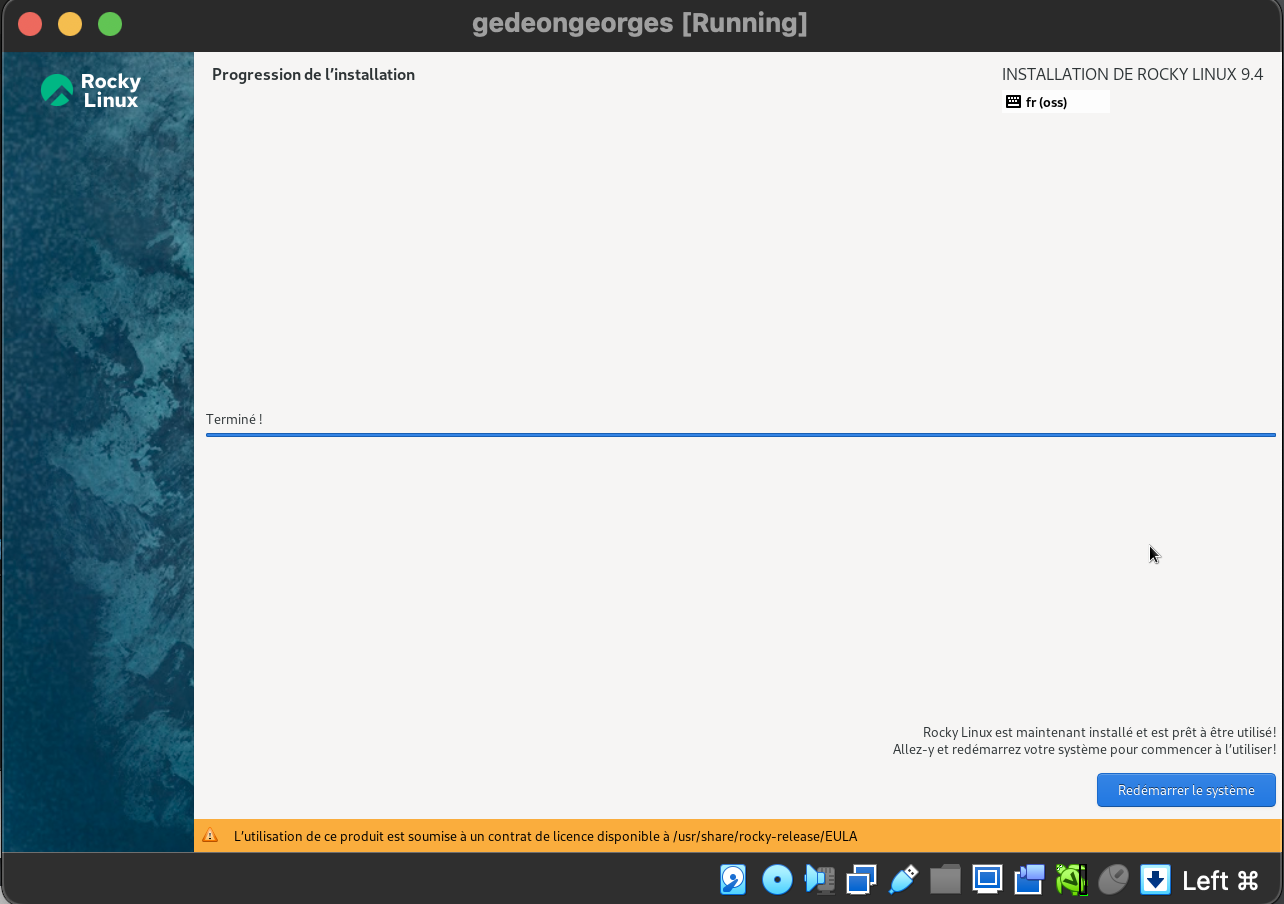 gedeongeorges [Running]
Rocky
Linux
Progression de l'installation
INSTALLATION DE ROCKY LINUX 9.4
fr (oss)
Terminé !
Rocky Linux est maintenant installé et est prêt à être utilisé!
Allez-y et redémarrez votre système pour commencer à l'utiliser!
Redémarrer le système
L'utilisation de ce produit est soumise à un contrat de licence disponible à /usr/share/rocky-release/EULA
Left ⌘